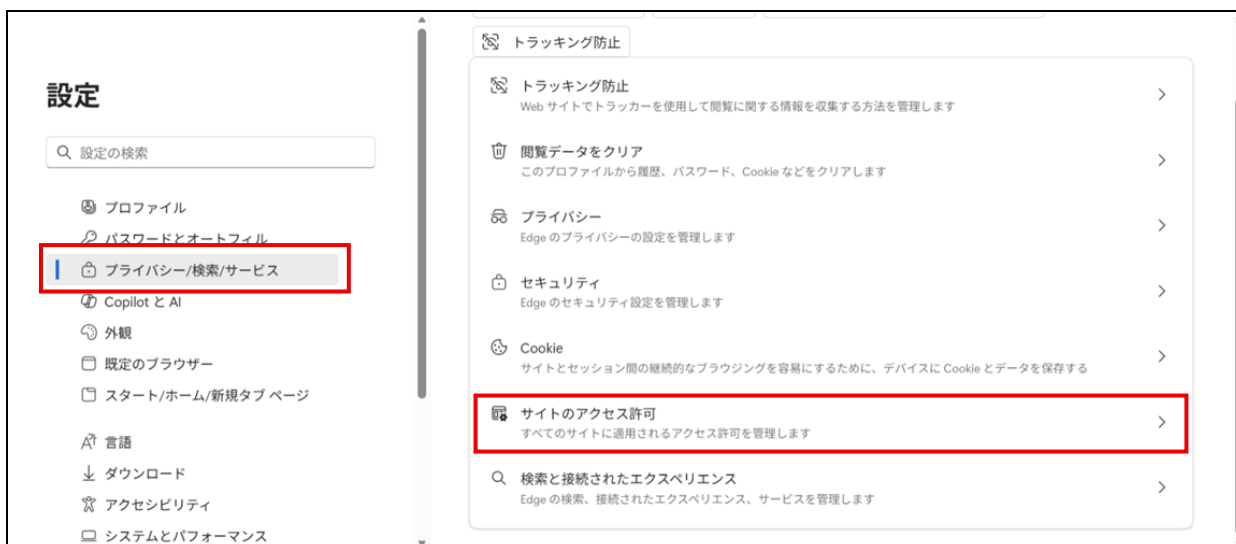 設定
設定の検索
プロファイル
パスワードとオートフィル
プライバシー/検索/サービス
Copilot と AI
外観
既定のブラウザー
スタート/ホーム/新規タブ ページ
言語
ダウンロード
アクセシビリティ
システムとパフォーマンス
トラッキング防止
トラッキング防止
Web サイトでトラッカーを使用して閲覧に関する情報を収集する方法を管理します
閲覧データをクリア
このプロファイルから履歴、パスワード、Cookie などをクリアします
プライバシー
Edge のプライバシーの設定を管理します
セキュリティ
Edge のセキュリティ設定を管理します
Cookie
サイトとセッション間の継続的なブラウジングを容易にするために、デバイスに Cookie とデータを保存する
サイトのアクセス許可
すべてのサイトに適用されるアクセス許可を管理します
検索と接続されたエクスペリエンス
Edge の検索、接続されたエクスペリエンス、サービスを管理します